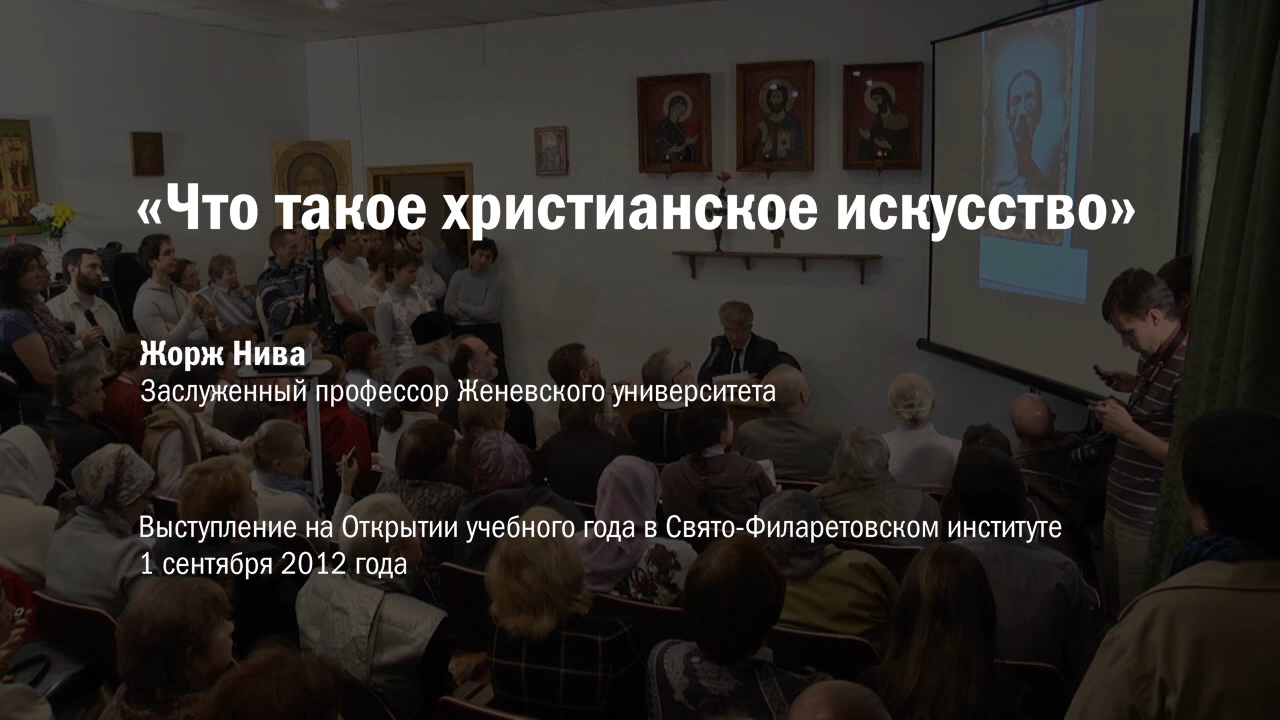 «Что такое христианское искусство»
Жорж Нива
Заслуженный профессор Женевского университета
Выступление на Открытии учебного года в Свято-Филаретовском институте
1 сентября 2012 года